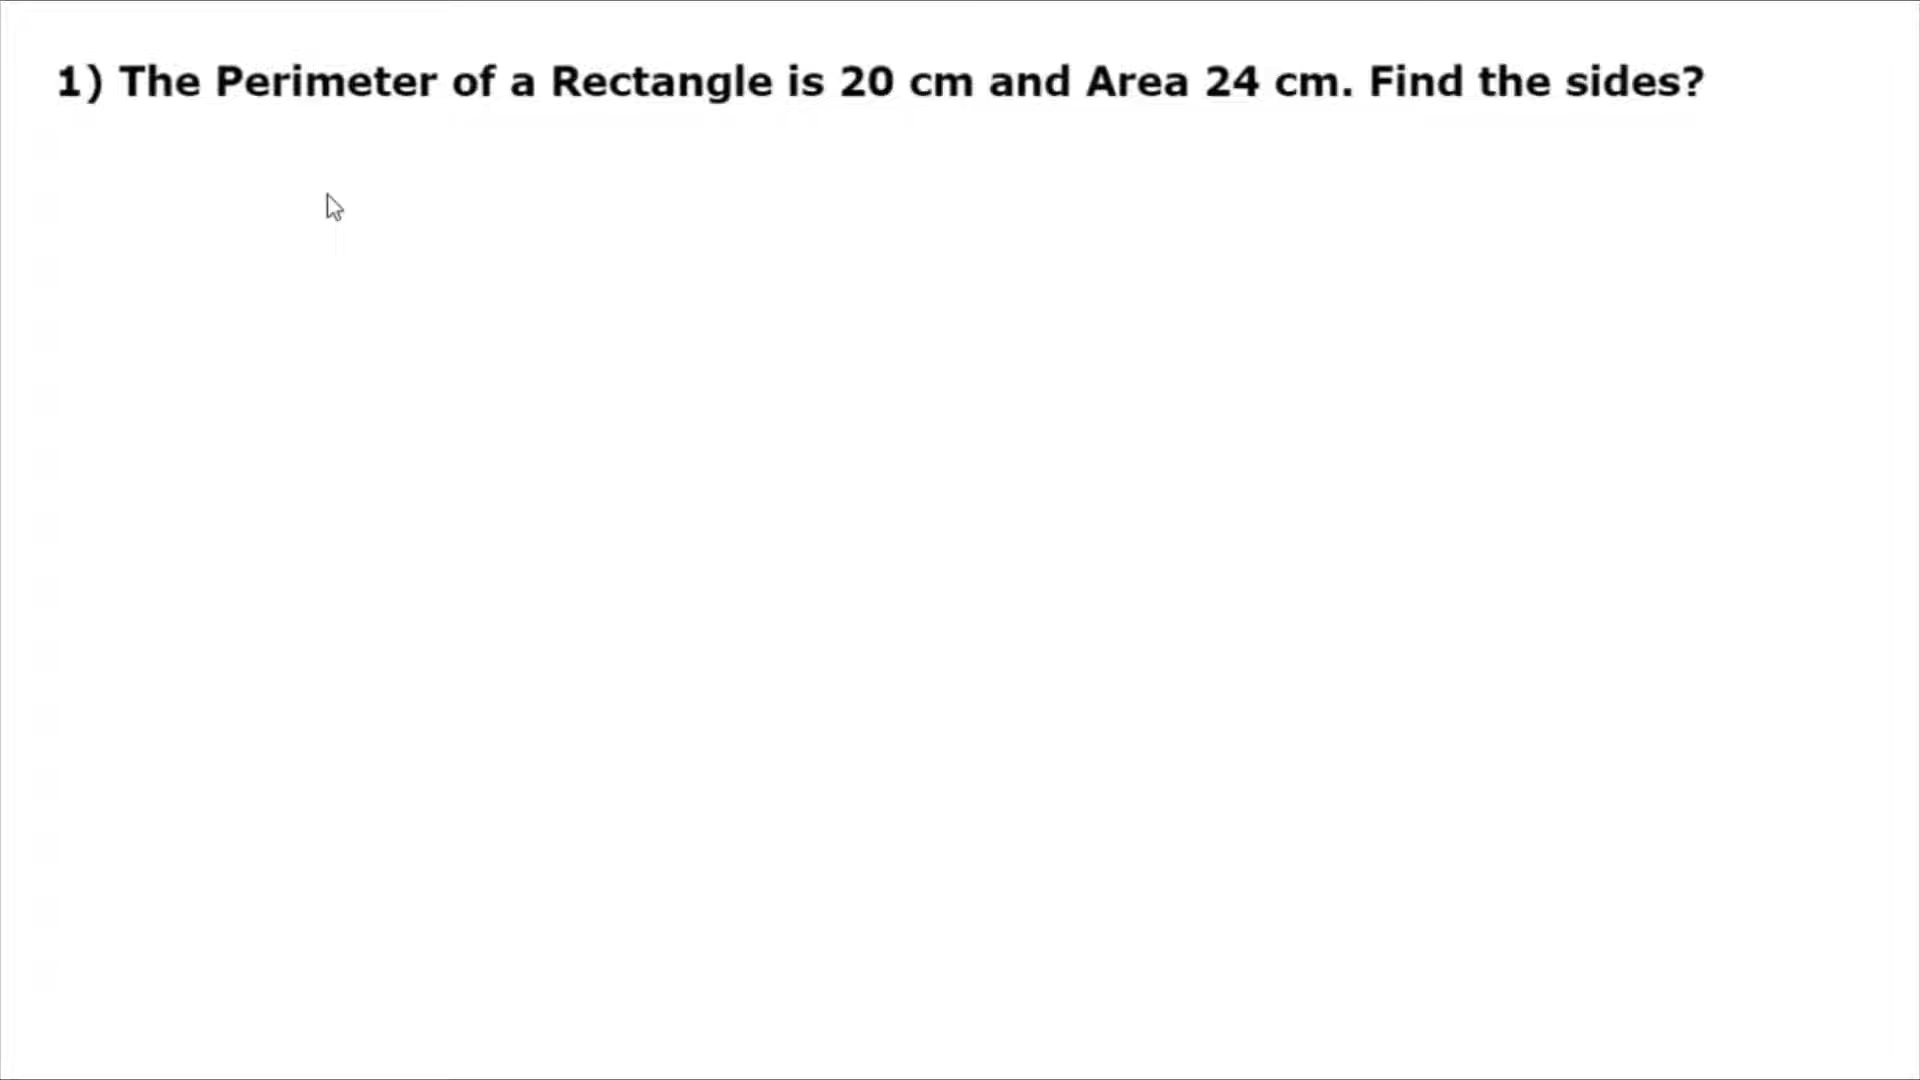 1) The Perimeter of a Rectangle is 20 cm and Area 24 cm. Find the sides?